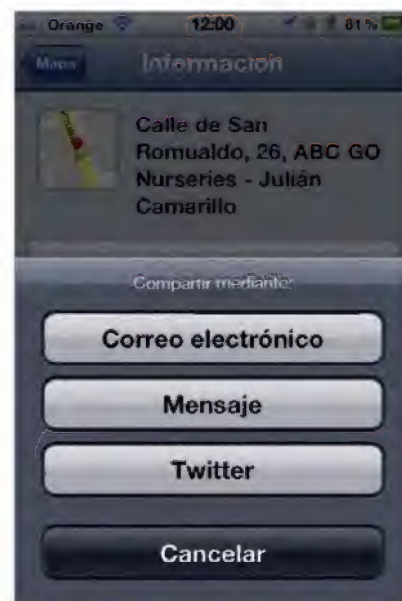 Orange 12:00 81 %
Mapa Información
Calle de San
Romualdo, 26, ABC GO
Nurseries - Julián
Camarillo
Compartir mediante:
Correo electrónico
Mensaje
Twitter
Cancelar